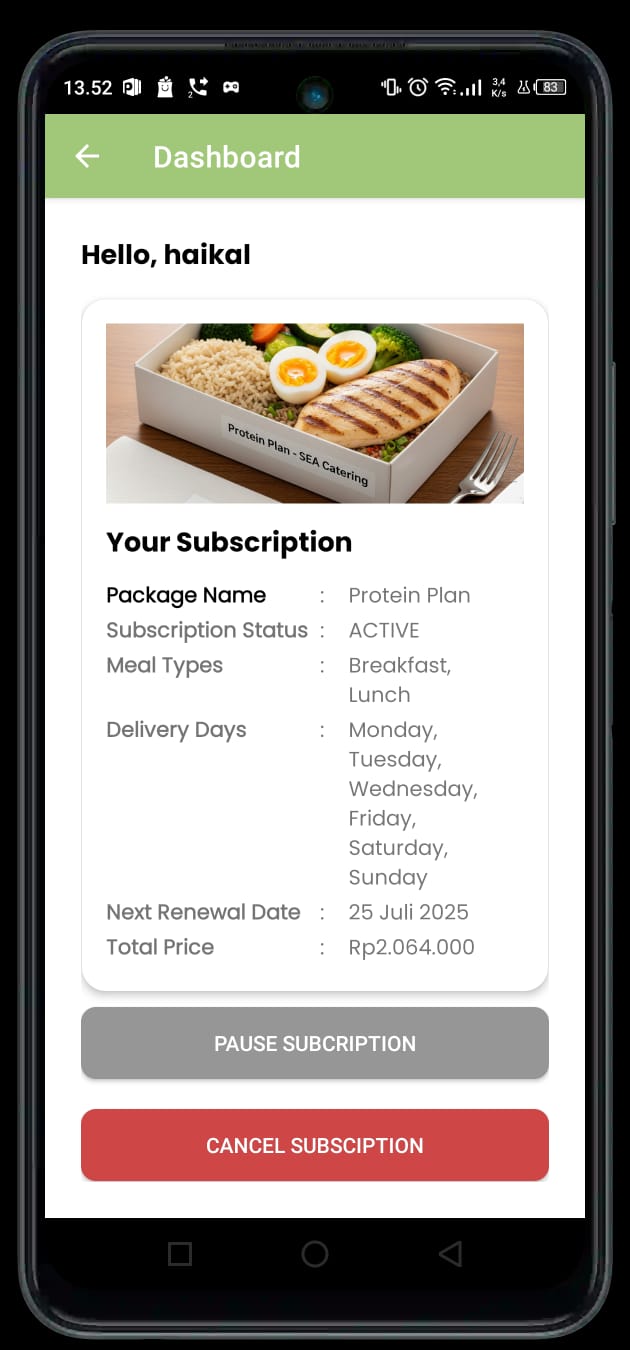 13.52
2
3,4
K/s
83
Dashboard
Hello, haikal
Protein Plan - SEA Catering
Your Subscription
Package Name : Protein Plan
Subscription Status : ACTIVE
Meal Types : Breakfast,
Lunch
Delivery Days : Monday,
Tuesday,
Wednesday,
Friday,
Saturday,
Sunday
Next Renewal Date : 25 Juli 2025
Total Price : Rp2.064.000
PAUSE SUBCRIPTION
CANCEL SUBSCIPTION